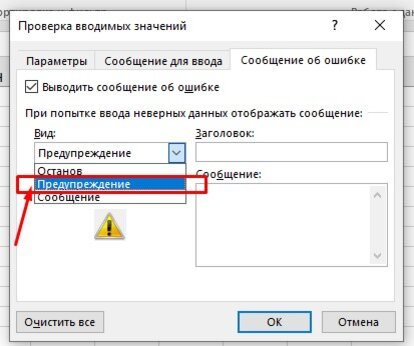 Проверка вводимых значений
?
Параметры
Сообщение для ввода
Сообщение об ошибке
Выводить сообщение об ошибке
При попытке ввода неверных данных отображать сообщение:
Вид:
Заголовок:
Предупреждение
Останов
Сообщение:
Предупреждение
Сообщение
Очистить все
ОК
Отмена